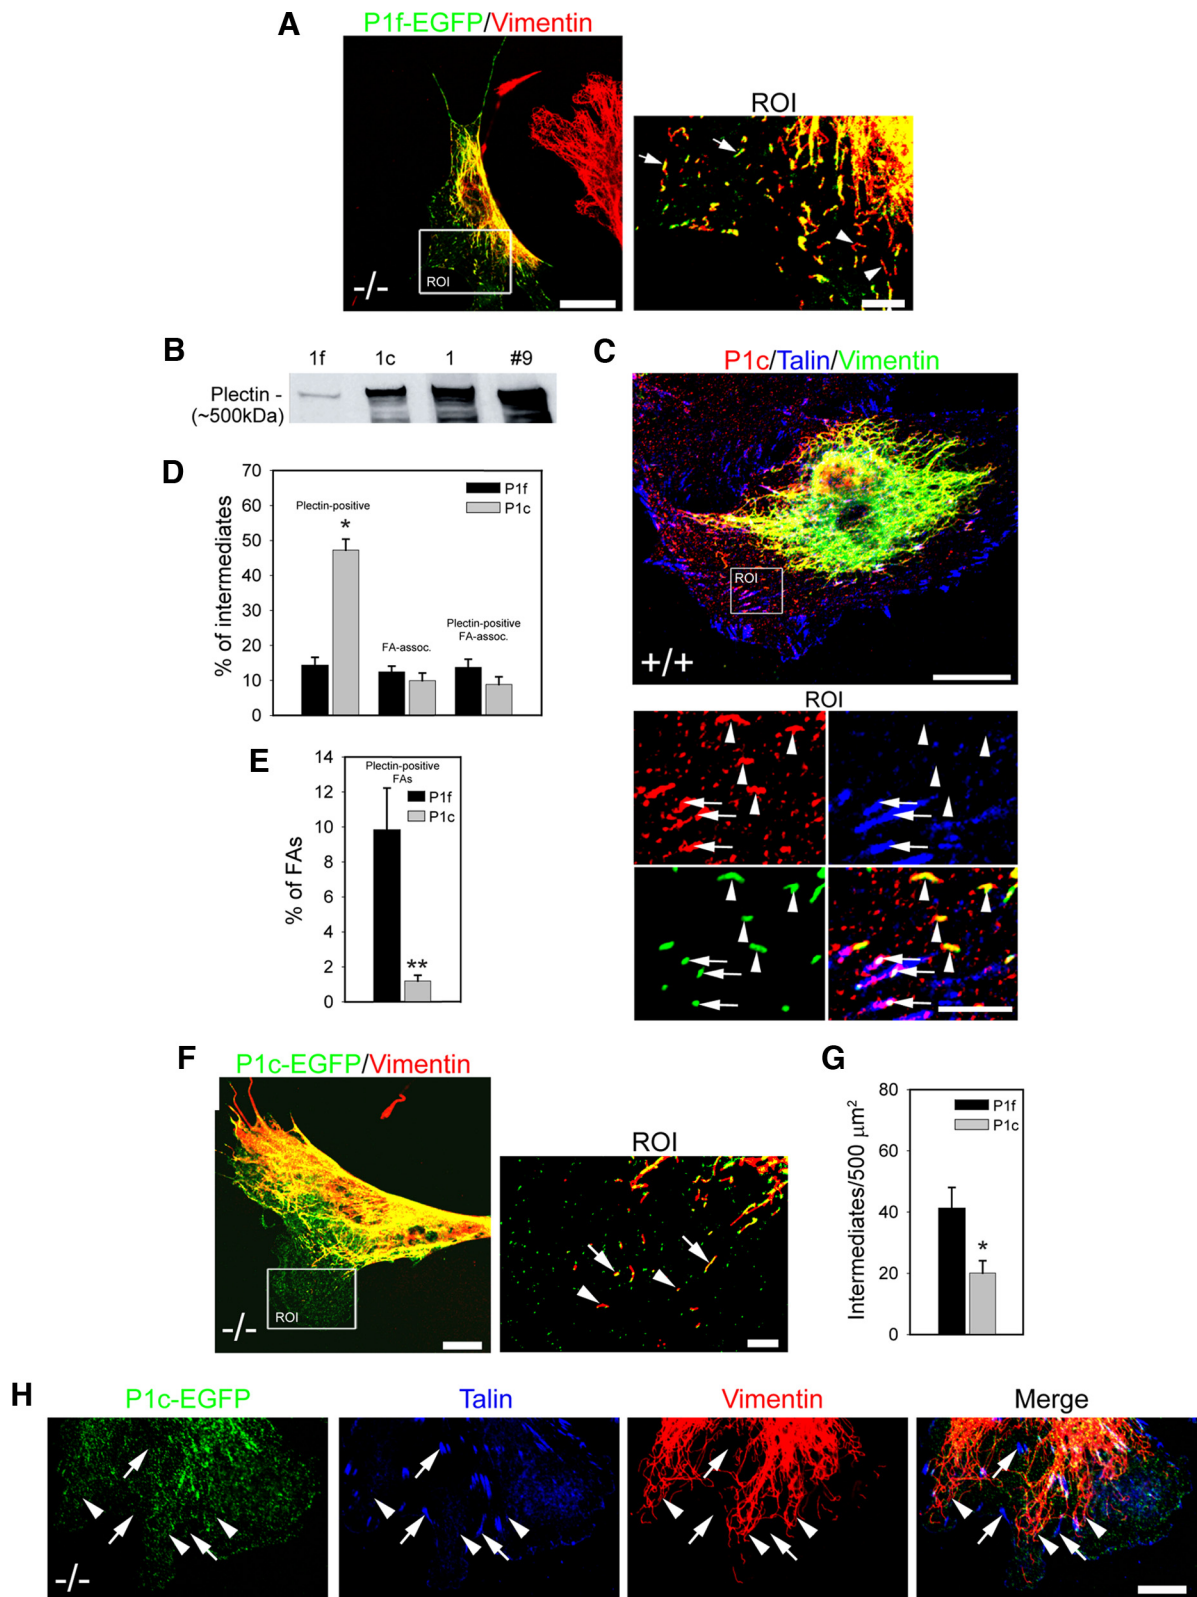 A
P1f-EGFP/Vimentin
ROI
ROI
-/-
B
1f 1c 1 #9
Plectin -
(~500kDa)
C
P1c/Talin/Vimentin
ROI
+/+
ROI
D
70
60
50
40
30
20
10
0
% of intermediates
P1f
P1c
Plectin-positive
*
FA-assoc.
Plectin-positive
FA-assoc.
E
14
12
10
8
6
4
2
0
% of FAs
Plectin-positive
FAs
P1f
P1c
**
F
P1c-EGFP/Vimentin
ROI
ROI
-/-
G
80
60
40
20
0
Intermediates/500 μm²
P1f
P1c
*
H
P1c-EGFP
Talin
Vimentin
Merge
-/-